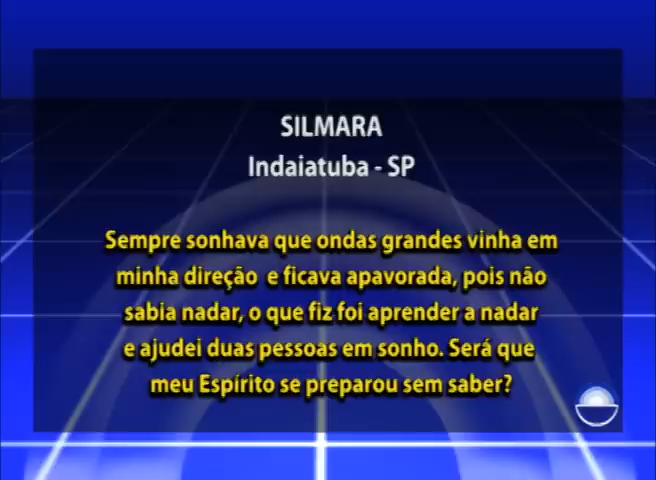 SILMARA
Indaiatuba - SP
Sempre sonhava que ondas grandes vinha em
minha direção e ficava apavorada, pois não
sabia nadar, o que fiz foi aprender a nadar
e ajudei duas pessoas em sonho. Será que
meu Espírito se preparou sem saber?